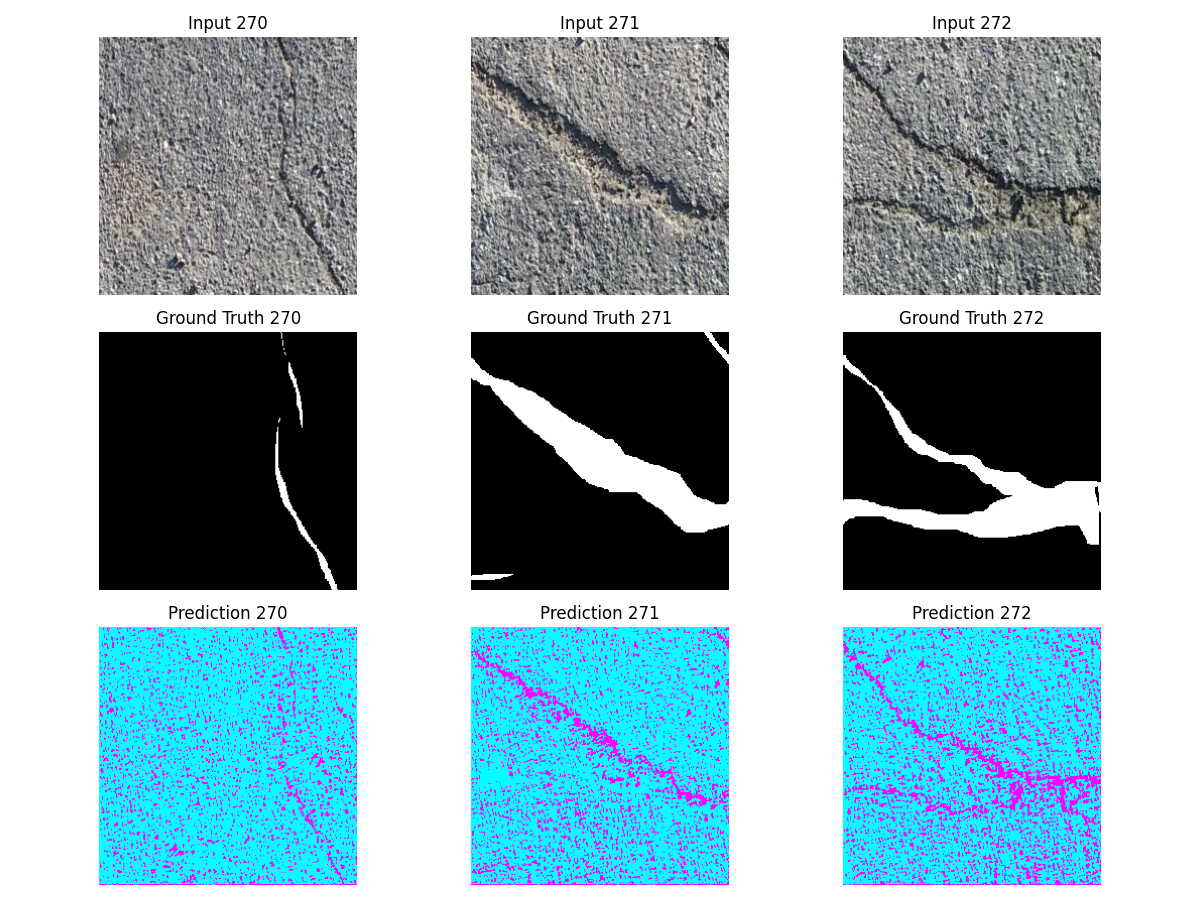 Input 270
Input 271
Input 272
Ground Truth 270
Ground Truth 271
Ground Truth 272
Prediction 270
Prediction 271
Prediction 272